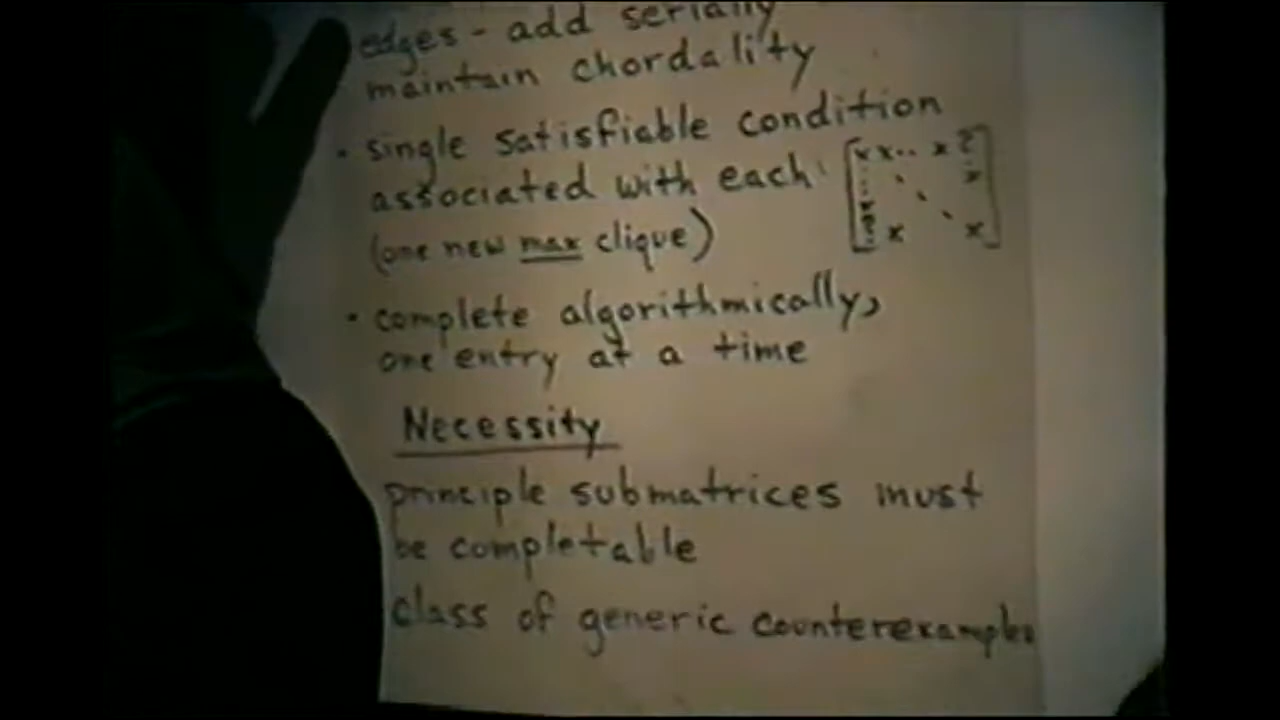 edges - add serially
maintain chordality
• single satisfiable condition
associated with each
(one new max clique)
[x x .. x ?
: . x
x .
? x . x]
• complete algorithmically,
one entry at a time
Necessity
principle submatrices must
be completable
class of generic counterexamples